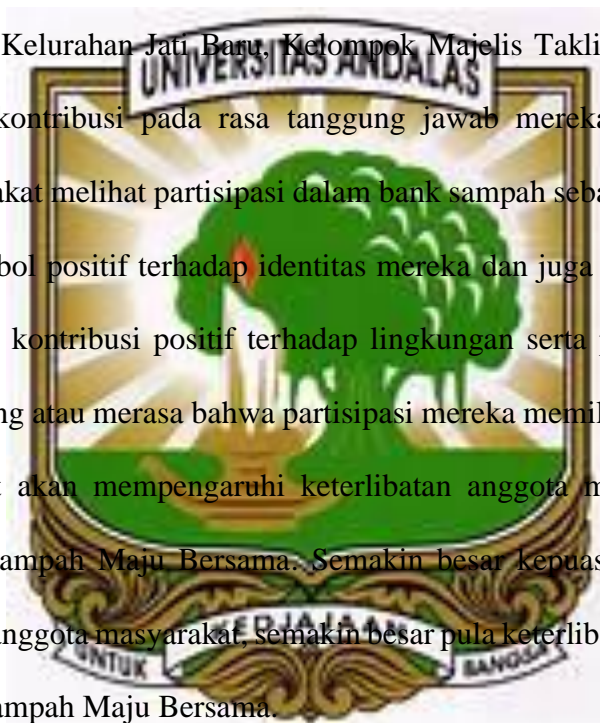 Kelurahan Jati Baru, Kelompok Majelis Takli
UNIVERSITAS ANDALAS
kontribusi pada rasa tanggung jawab mereka
akat melihat partisipasi dalam bank sampah seba
bol positif terhadap identitas mereka dan juga
kontribusi positif terhadap lingkungan serta
ng atau merasa bahwa partisipasi mereka memil
akan mempengaruhi keterlibatan anggota m
ampah Maju Bersama. Semakin besar kepuas
anggota masyarakat, semakin besar pula keterlib
UNTUK KEDJAJAAN BANGSA
ampah Maju Bersama.